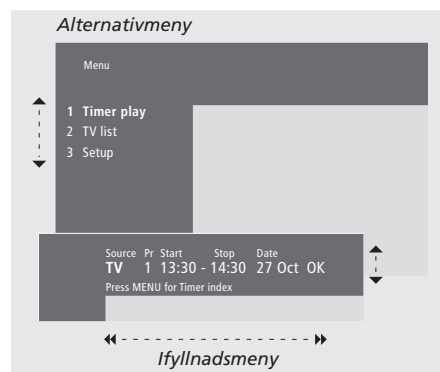 Alternativmeny
Menu
1 Timer play
2 TV list
3 Setup
Source Pr Start Stop Date
TV 1 13:30 - 14:30 27 Oct OK
Press MENU for Timer index
Ifyllnadsmeny